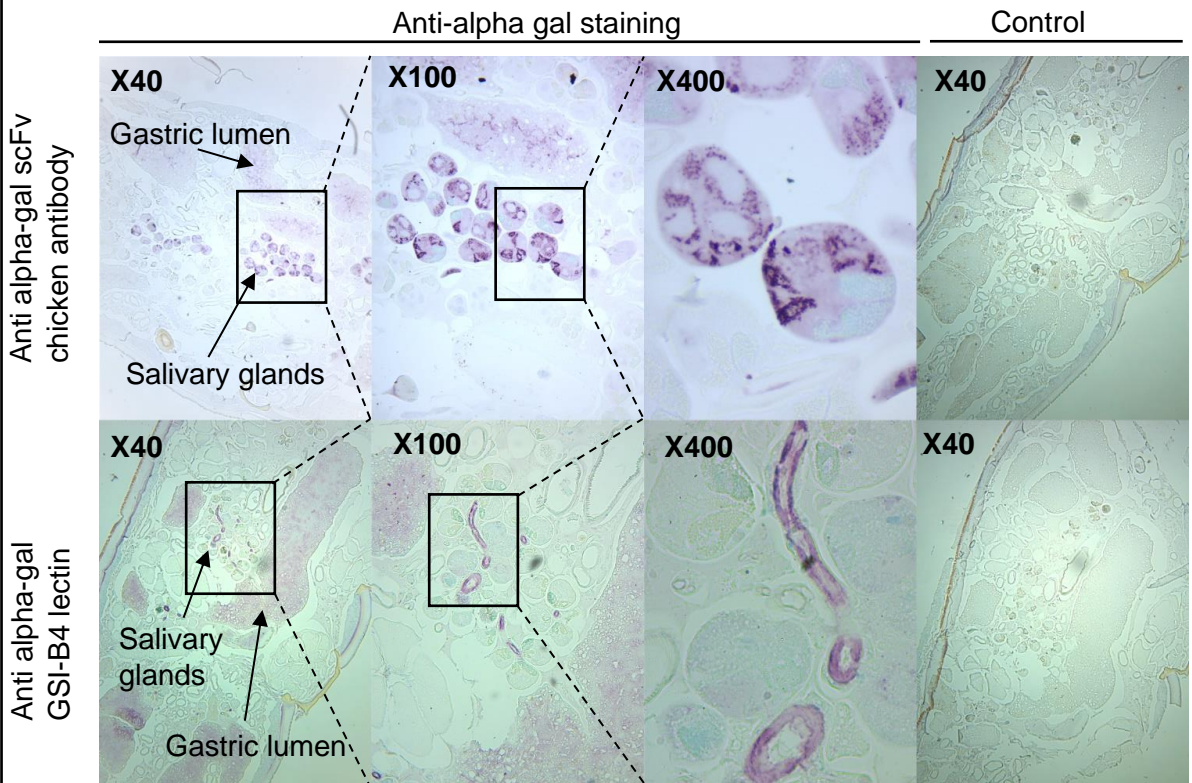 Anti-alpha gal staining
Control
Anti alpha-gal scFv
chicken antibody
X40
Gastric lumen
Salivary glands
X100
X400
X40
Anti alpha-gal
GSI-B4 lectin
X40
Salivary
glands
Gastric lumen
X100
X400
X40